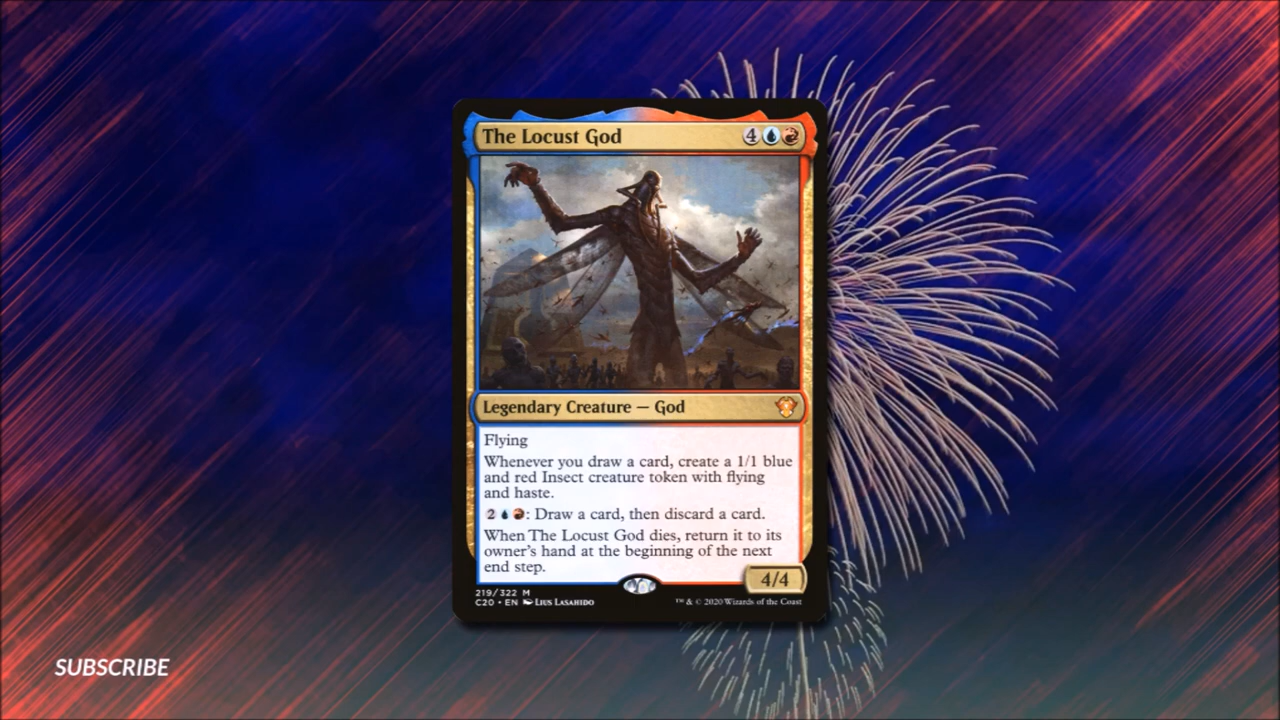 The Locust God 4
Legendary Creature — God
Flying
Whenever you draw a card, create a 1/1 blue
and red Insect creature token with flying
and haste.
2 : Draw a card, then discard a card.
When The Locust God dies, return it to its
owner's hand at the beginning of the next
end step.
4/4
219/322 M
C20 • EN Lius Lasahido
™ & © 2020 Wizards of the Coast
SUBSCRIBE